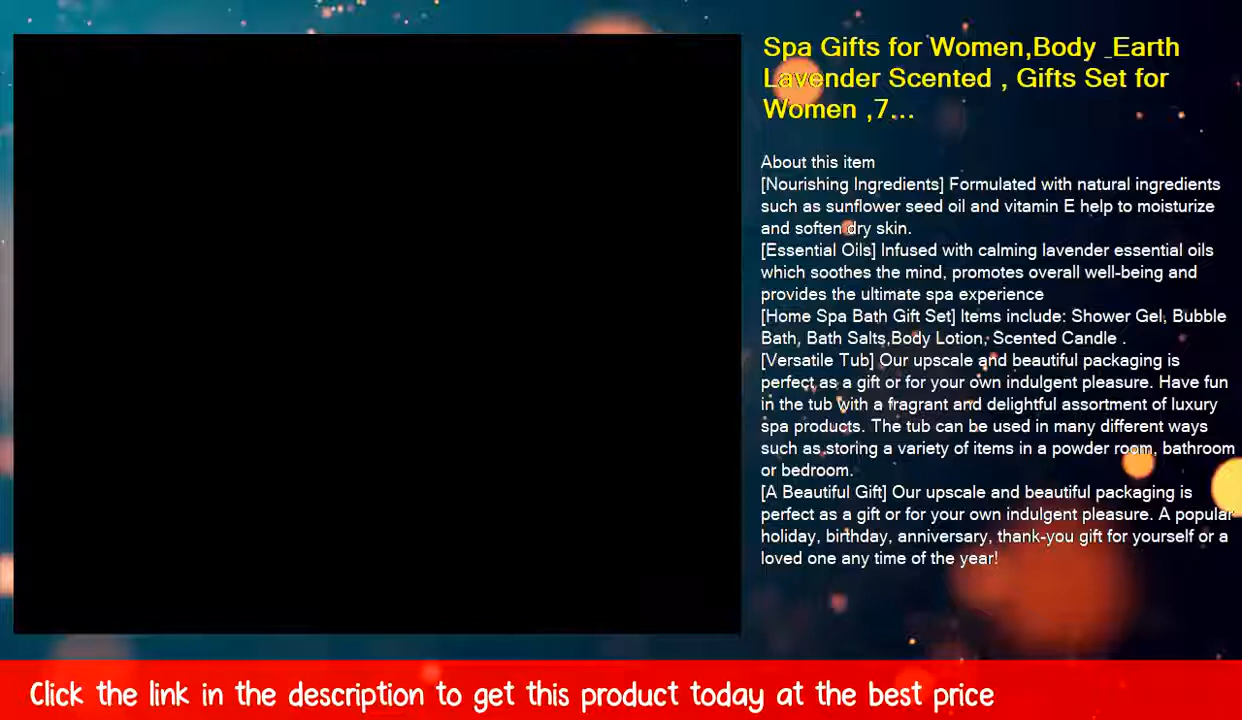 Spa Gifts for Women,Body _Earth
Lavender Scented , Gifts Set for
Women ,7...
About this item
[Nourishing Ingredients] Formulated with natural ingredients
such as sunflower seed oil and vitamin E help to moisturize
and soften dry skin.
[Essential Oils] Infused with calming lavender essential oils
which soothes the mind, promotes overall well-being and
provides the ultimate spa experience
[Home Spa Bath Gift Set] Items include: Shower Gel, Bubble
Bath, Bath Salts,Body Lotion, Scented Candle .
[Versatile Tub] Our upscale and beautiful packaging is
perfect as a gift or for your own indulgent pleasure. Have fun
in the tub with a fragrant and delightful assortment of luxury
spa products. The tub can be used in many different ways
such as storing a variety of items in a powder room, bathroom
or bedroom.
[A Beautiful Gift] Our upscale and beautiful packaging is
perfect as a gift or for your own indulgent pleasure. A popular
holiday, birthday, anniversary, thank-you gift for yourself or a
loved one any time of the year!
Click the link in the description to get this product today at the best price